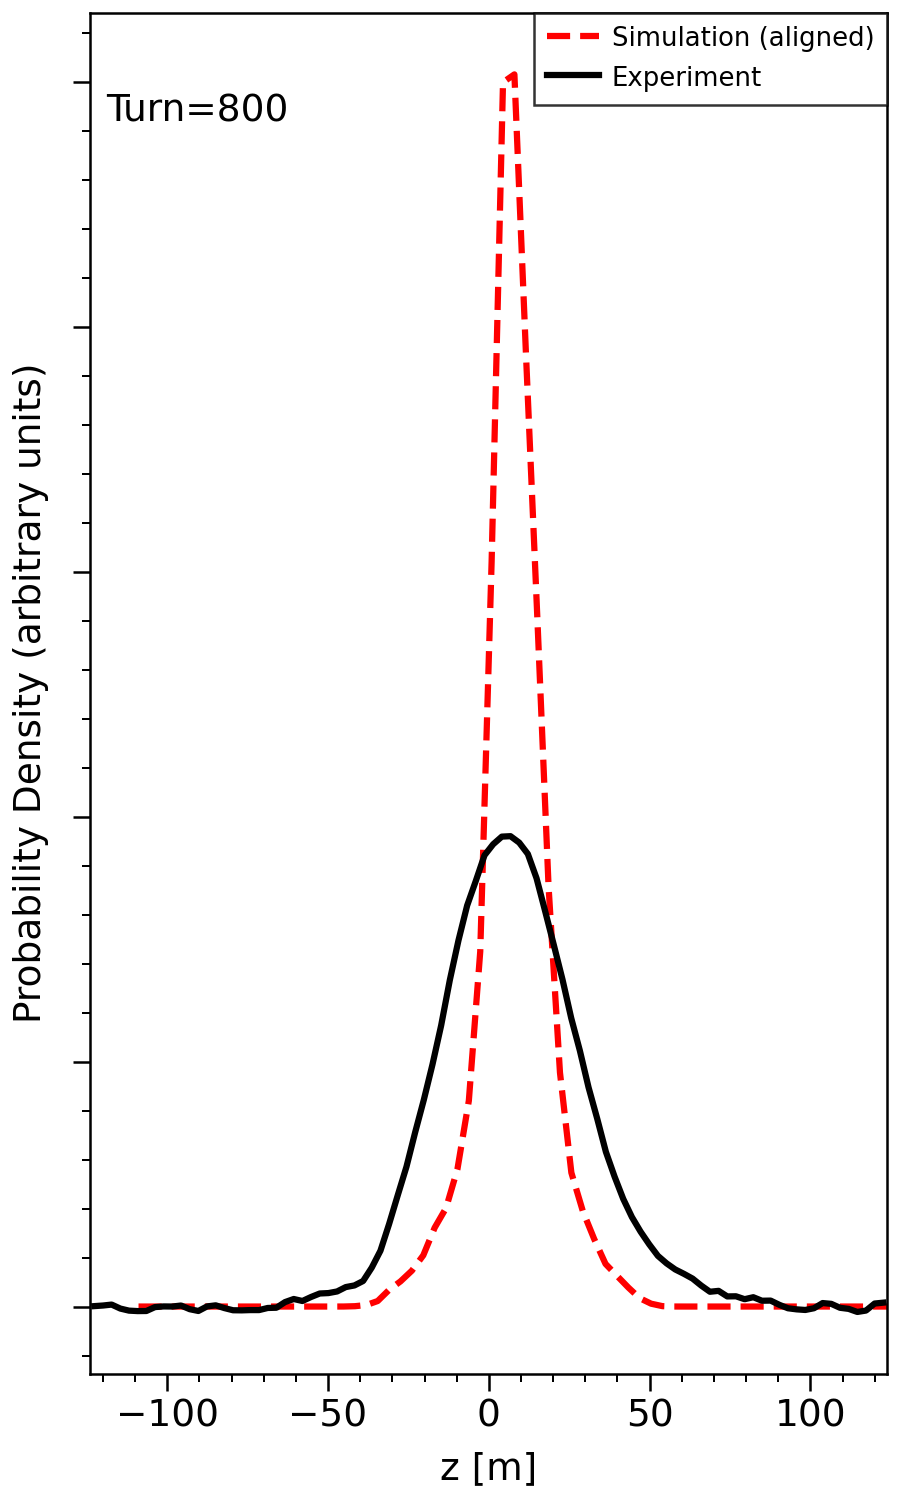 Simulation (aligned)
Experiment
Turn=800
Probability Density (arbitrary units)
−100 −50 0 50 100
z [m]